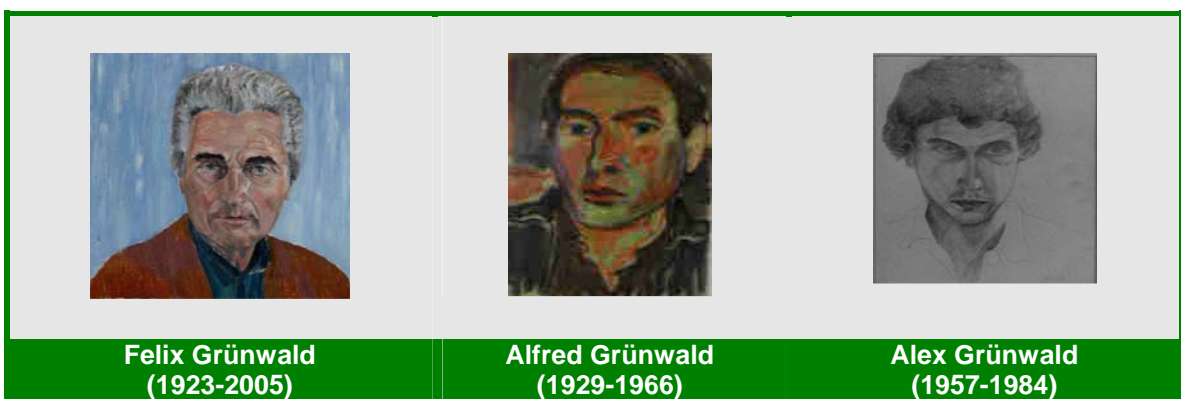 Felix Grünwald
(1923-2005)
Alfred Grünwald
(1929-1966)
Alex Grünwald
(1957-1984)